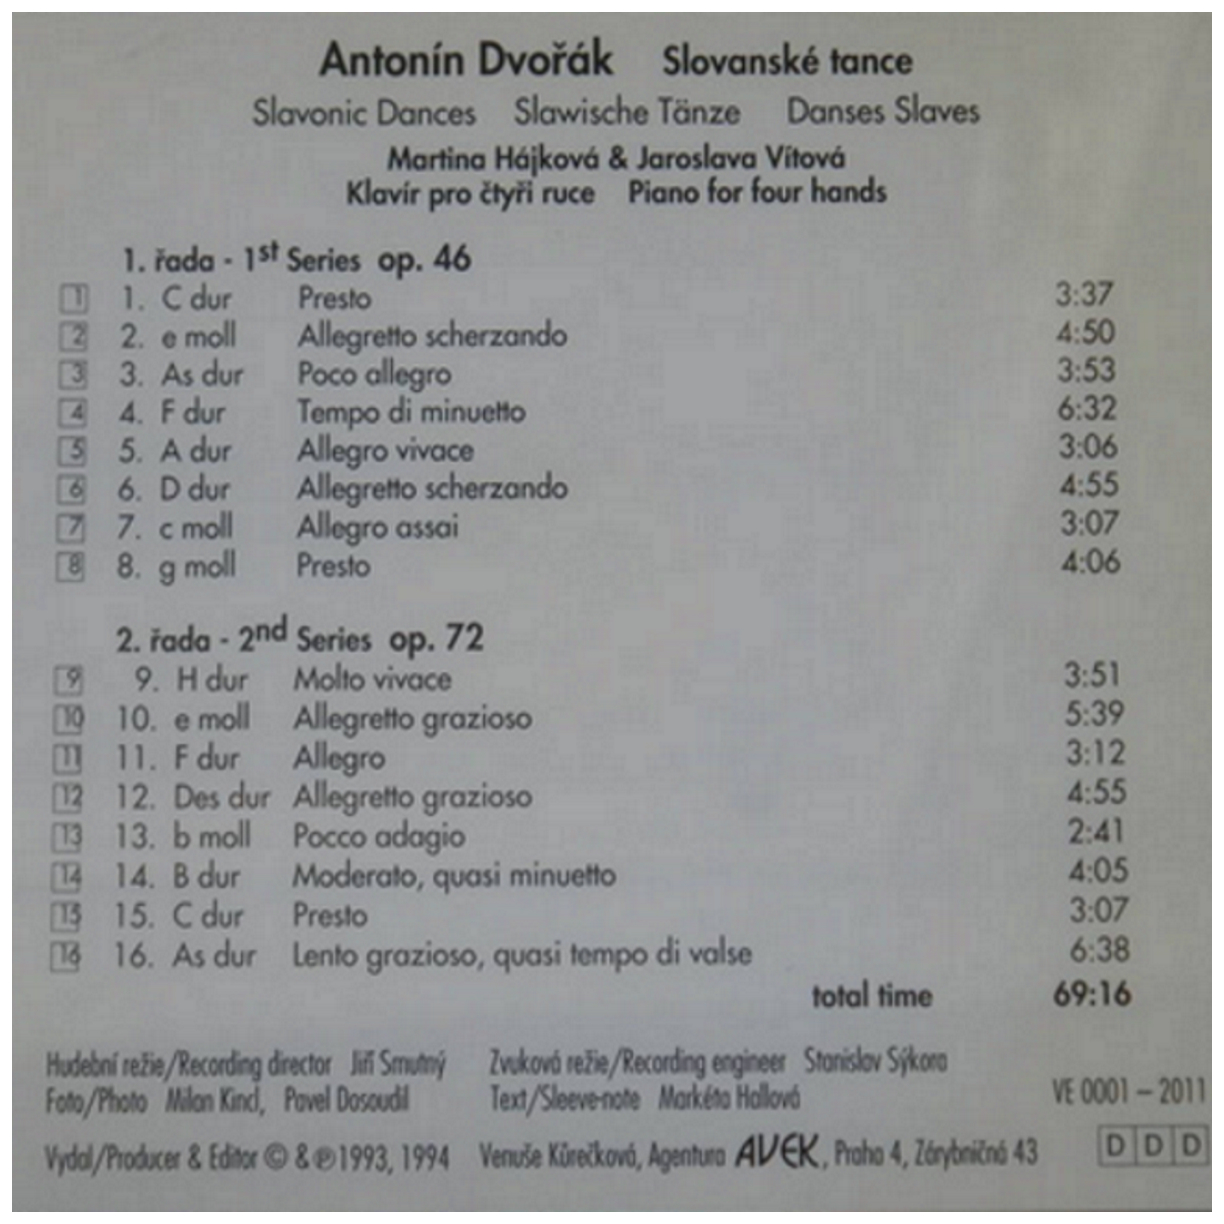 Antonín Dvořák Slovanské tance
Slavonic Dances Slawische Tänze Danses Slaves
Martina Hájková & Jaroslava Vítová
Klavír pro čtyři ruce Piano for four hands
1. řada - 1st Series op. 46
1 1. C dur Presto 3:37
2 2. e moll Allegretto scherzando 4:50
3 3. As dur Poco allegro 3:53
4 4. F dur Tempo di minuetto 6:32
5 5. A dur Allegro vivace 3:06
6 6. D dur Allegretto scherzando 4:55
7 7. c moll Allegro assai 3:07
8 8. g moll Presto 4:06
2. řada - 2nd Series op. 72
9 9. H dur Molto vivace 3:51
10 10. e moll Allegretto grazioso 5:39
11 11. F dur Allegro 3:12
12 12. Des dur Allegretto grazioso 4:55
13 13. b moll Pocco adagio 2:41
14 14. B dur Moderato, quasi minuetto 4:05
15 15. C dur Presto 3:07
16 16. As dur Lento grazioso, quasi tempo di valse 6:38
total time 69:16
Hudební režie/Recording director Jiří Smutný Zvuková režie/Recording engineer Stanislav Sýkora
Foto/Photo Milan Kincl, Pavel Dosoudil Text/Sleeve-note Markéta Hallová VE 0001 – 2011
Vydal/Producer & Editor © & ℗ 1993, 1994 Venuše Kůrečková, Agentura AVEK, Praha 4, Zárybničná 43 D D D